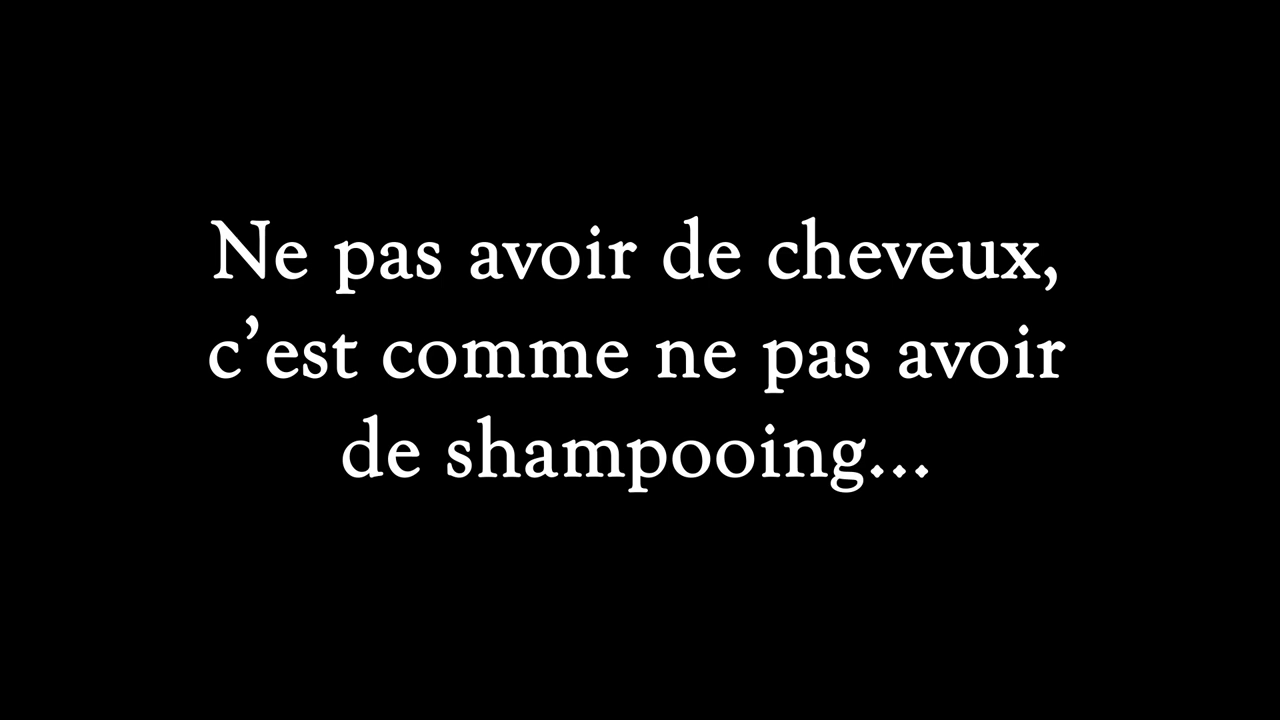 Ne pas avoir de cheveux,
c’est comme ne pas avoir
de shampooing...